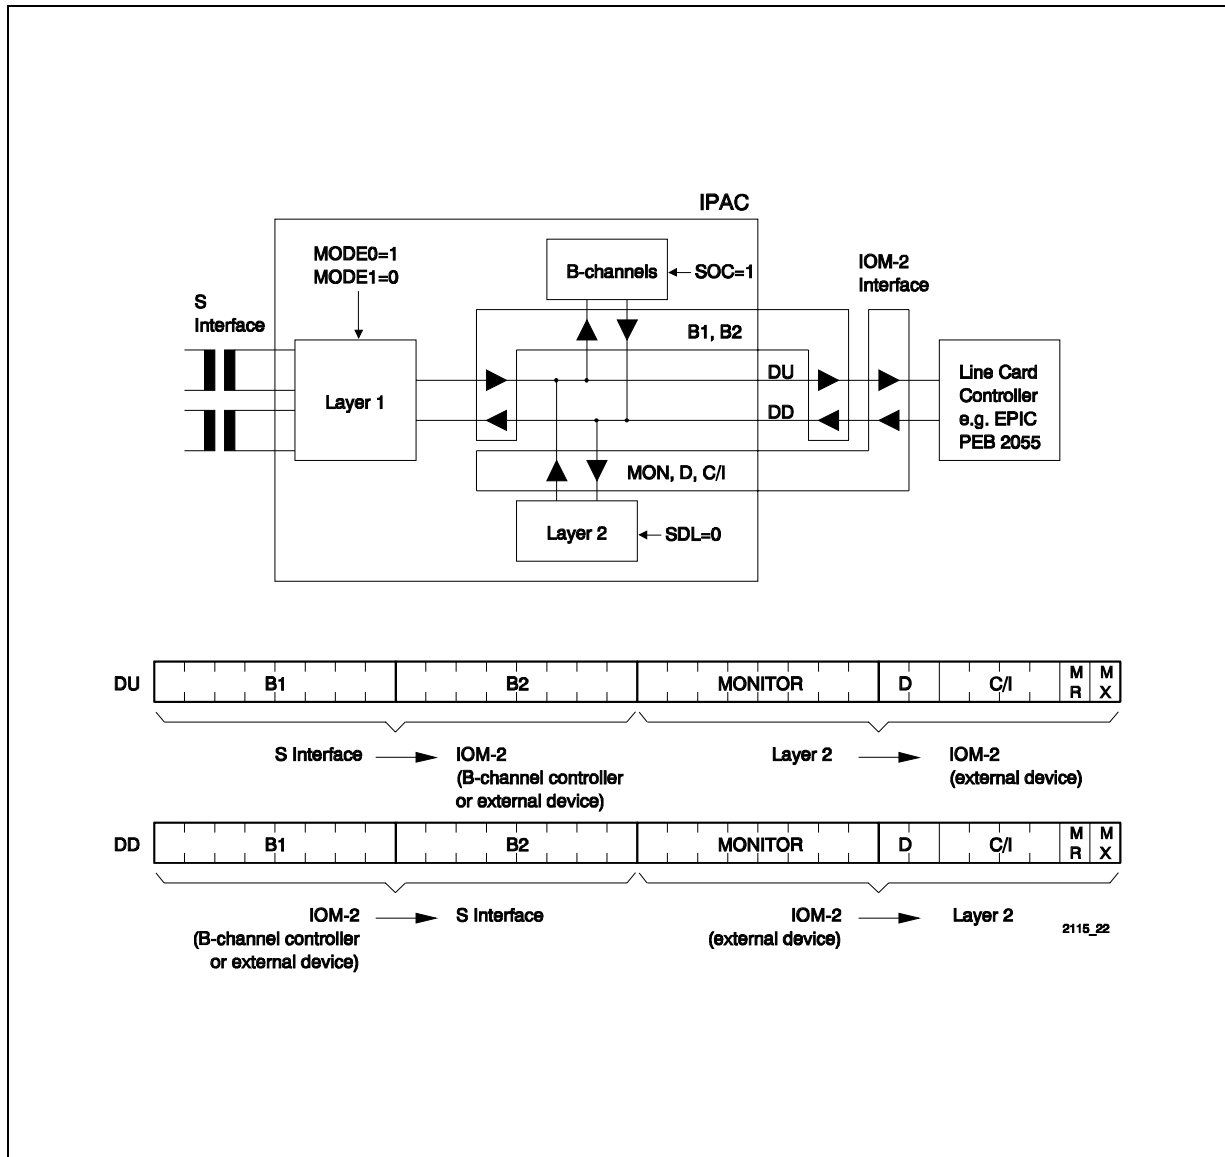 IPAC
MODE0=1
MODE1=0
B-channels
SOC=1
IOM-2
Interface
S
Interface
B1, B2
Layer 1
DU
DD
Line Card
Controller
e.g. EPIC
PEB 2055
MON, D, C/I
Layer 2
SDL=0
DU B1 B2 MONITOR D C/I M R M X
S Interface IOM-2
(B-channel controller
or external device)
Layer 2 IOM-2
(external device)
DD B1 B2 MONITOR D C/I M R M X
IOM-2 S Interface
(B-channel controller
or external device)
IOM-2 Layer 2
(external device)
2115_22